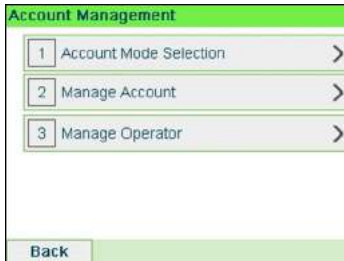 Account Management
1 Account Mode Selection
2 Manage Account
3 Manage Operator
Back